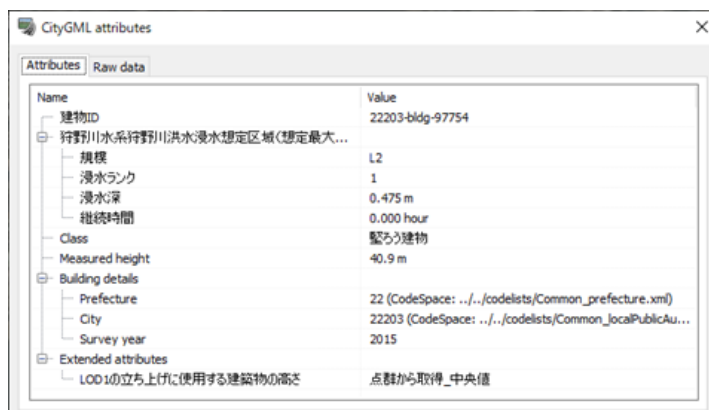 CityGML attributes
Attributes Raw data
Name Value
建物ID 22203-bldg-97754
狩野川水系狩野川洪水浸水想定区域(想定最大...
規模 L2
浸水ランク 1
浸水深 0.475 m
継続時間 0.000 hour
Class 堅ろう建物
Measured height 40.9 m
Building details
Prefecture 22 (CodeSpace: ../../codelists/Common_prefecture.xml)
City 22203 (CodeSpace: ../../codelists/Common_localPublicAu...
Survey year 2015
Extended attributes
LOD1の立ち上げに使用する建築物の高さ 点群から取得_中央値